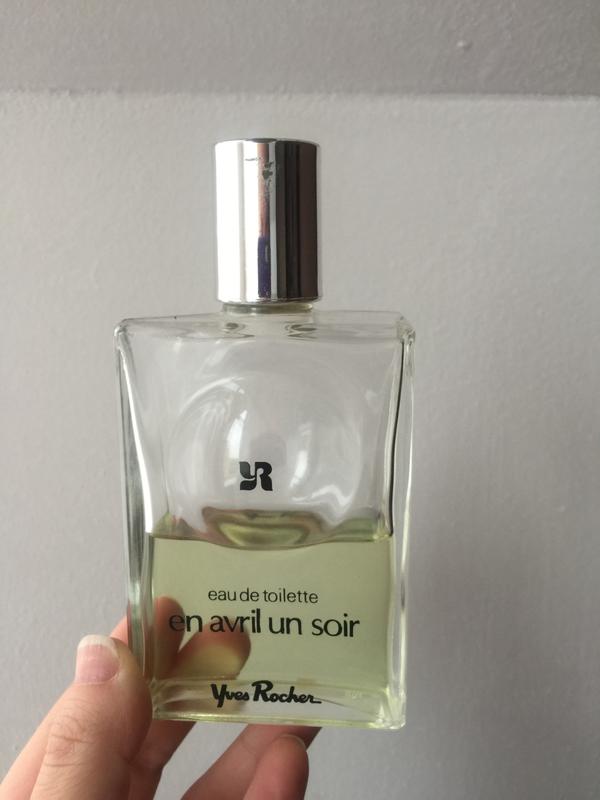 YR
eau de toilette
en avril un soir
Yves Rocher